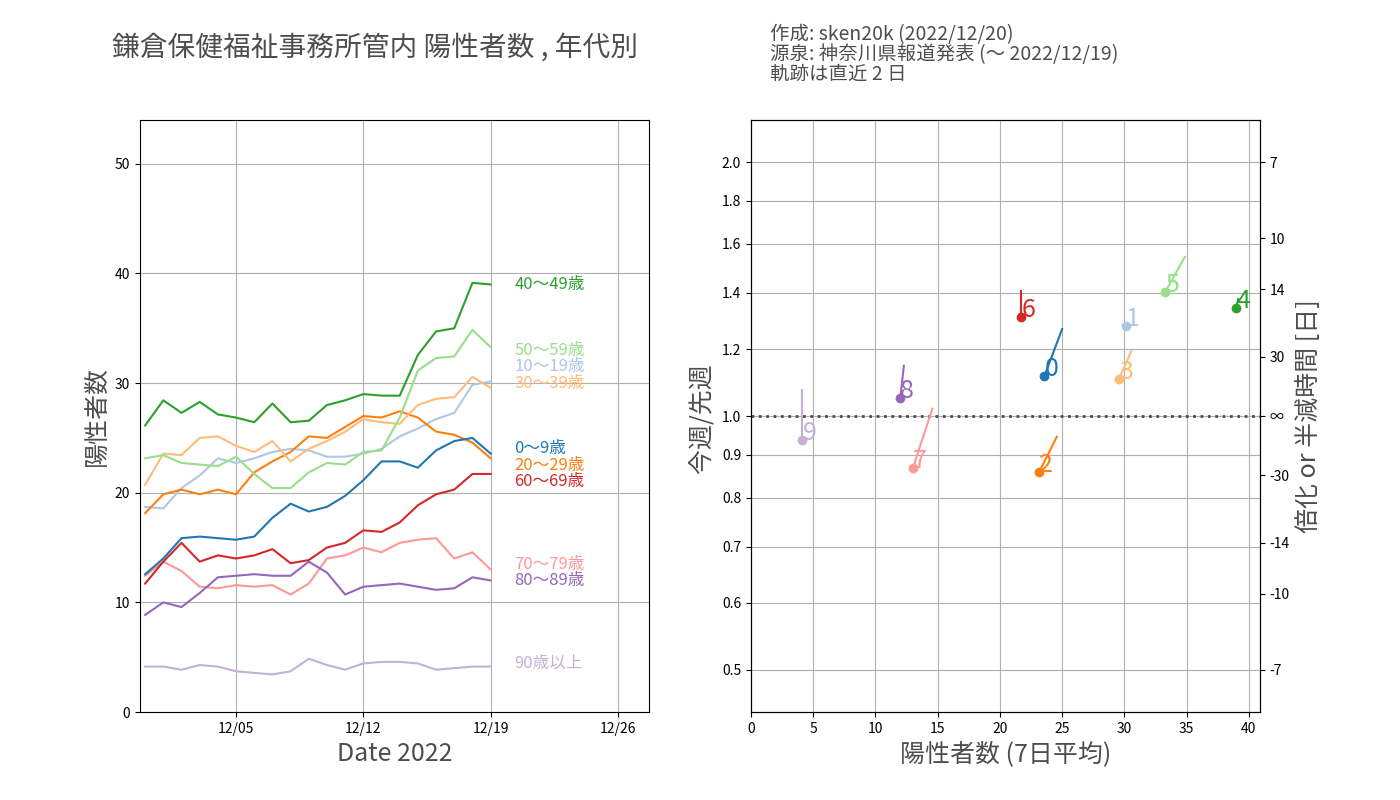 鎌倉保健福祉事務所管内 陽性者数 , 年代別
作成: sken20k (2022/12/20)
源泉: 神奈川県報道発表 (〜 2022/12/19)
軌跡は直近 2 日
陽性者数
50
40
30
20
10
0
40〜49歳
50〜59歳
10〜19歳
30〜39歳
0〜9歳
20〜29歳
60〜69歳
70〜79歳
80〜89歳
90歳以上
12/05
12/12
12/19
12/26
Date 2022
今週/先週
2.0
1.8
1.6
1.4
1.2
1.0
0.9
0.8
0.7
0.6
0.5
5
4
6
1
0
3
8
9
7
2
7
10
14
30
∞
-30
-14
-10
-7
倍化 or 半減時間 [日]
0
5
10
15
20
25
30
35
40
陽性者数 (7日平均)